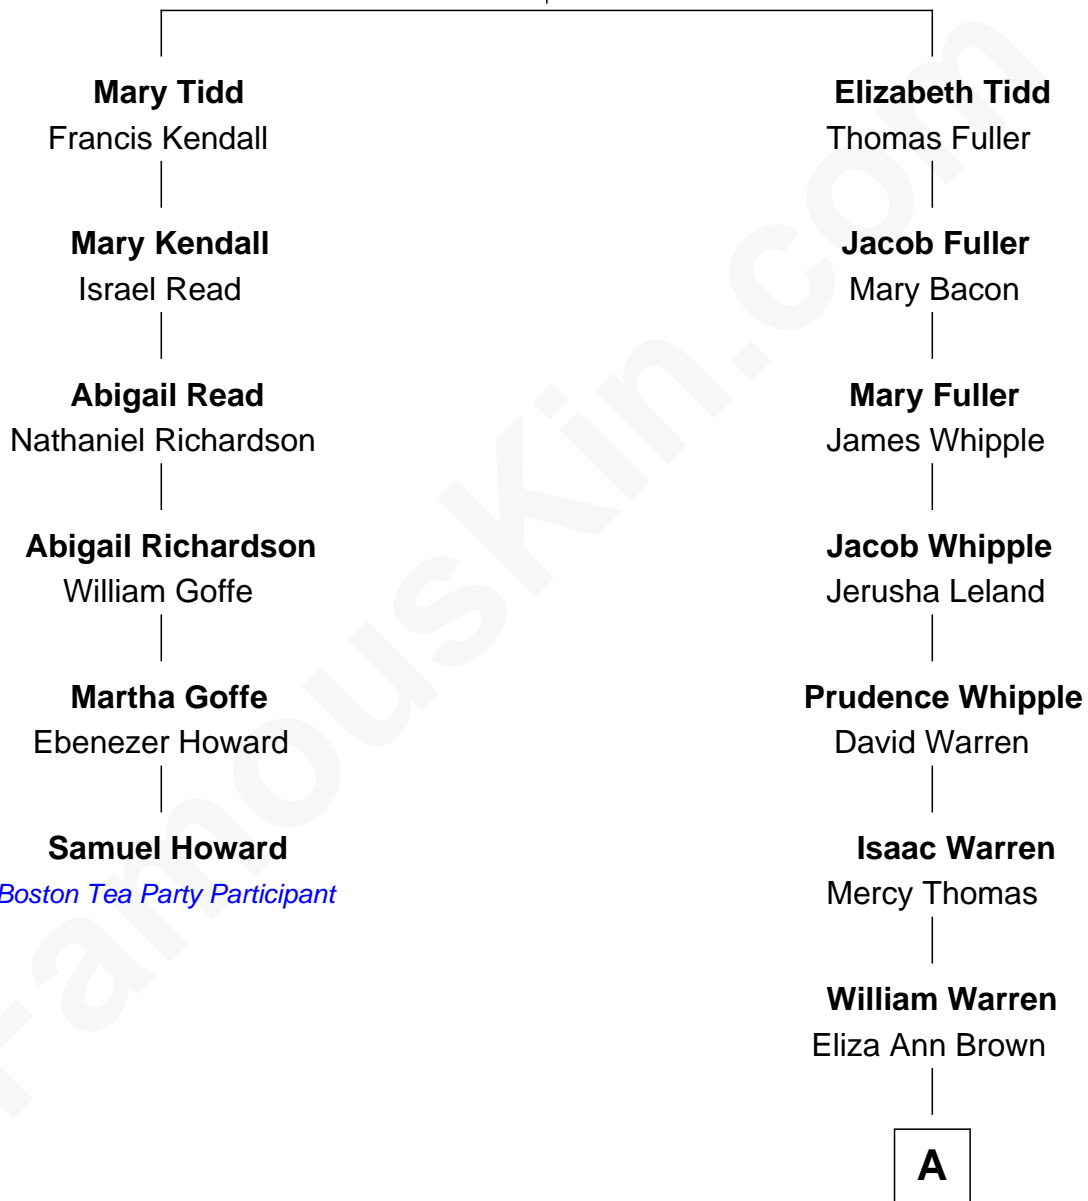 Mary Tidd
Francis Kendall
Mary Kendall
Israel Read
Abigail Read
Nathaniel Richardson
Abigail Richardson
William Goffe
Martha Goffe
Ebenezer Howard
Samuel Howard
Boston Tea Party Participant
Elizabeth Tidd
Thomas Fuller
Jacob Fuller
Mary Bacon
Mary Fuller
James Whipple
Jacob Whipple
Jerusha Leland
Prudence Whipple
David Warren
Isaac Warren
Mercy Thomas
William Warren
Eliza Ann Brown
A
FamousKin.com